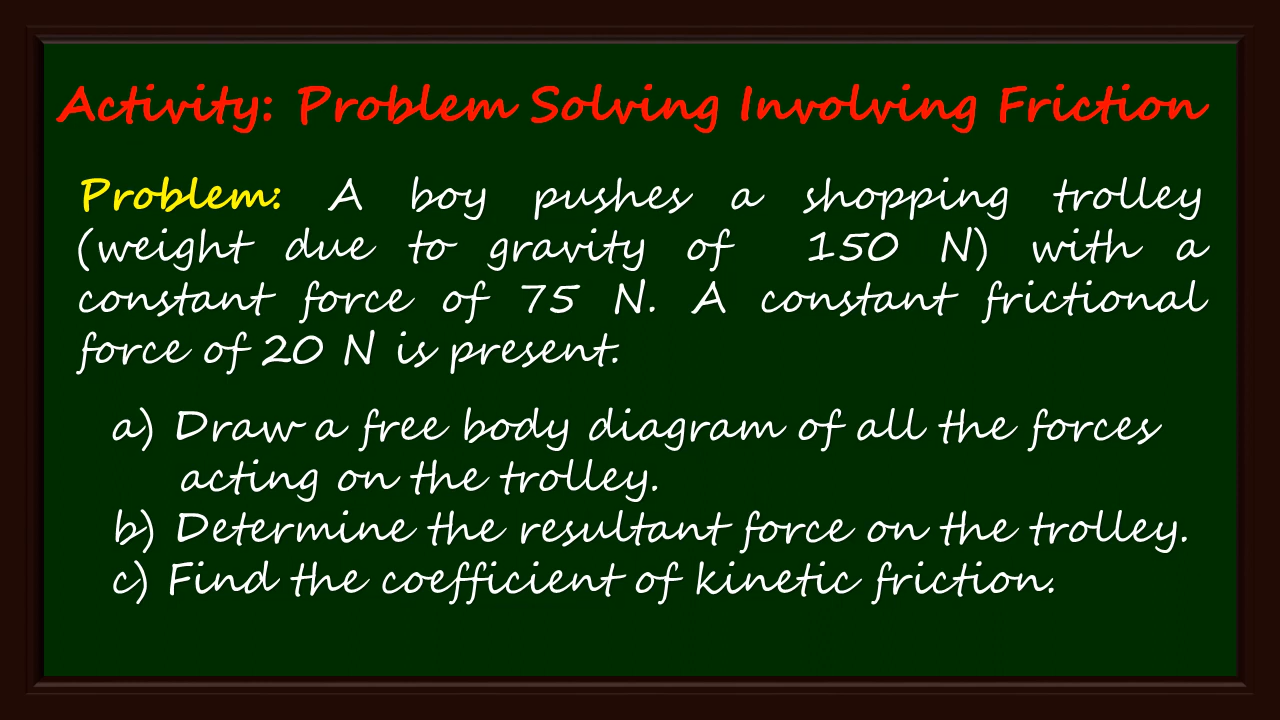 Activity: Problem Solving Involving Friction
Problem: A boy pushes a shopping trolley
(weight due to gravity of 150 N) with a
constant force of 75 N. A constant frictional
force of 20 N is present.
a) Draw a free body diagram of all the forces
acting on the trolley.
b) Determine the resultant force on the trolley.
c) Find the coefficient of kinetic friction.